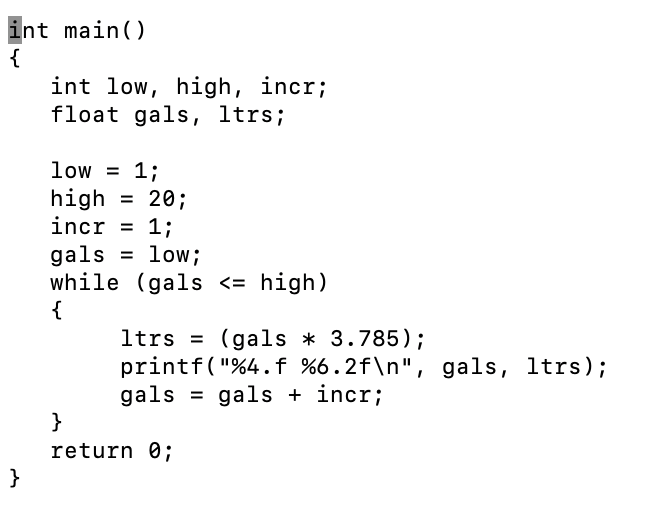 int main()
{
   int low, high, incr;
   float gals, ltrs;

   low = 1;
   high = 20;
   incr = 1;
   gals = low;
   while (gals <= high)
   {
        ltrs = (gals * 3.785);
        printf("%4.f %6.2f\n", gals, ltrs);
        gals = gals + incr;
   }
   return 0;
}